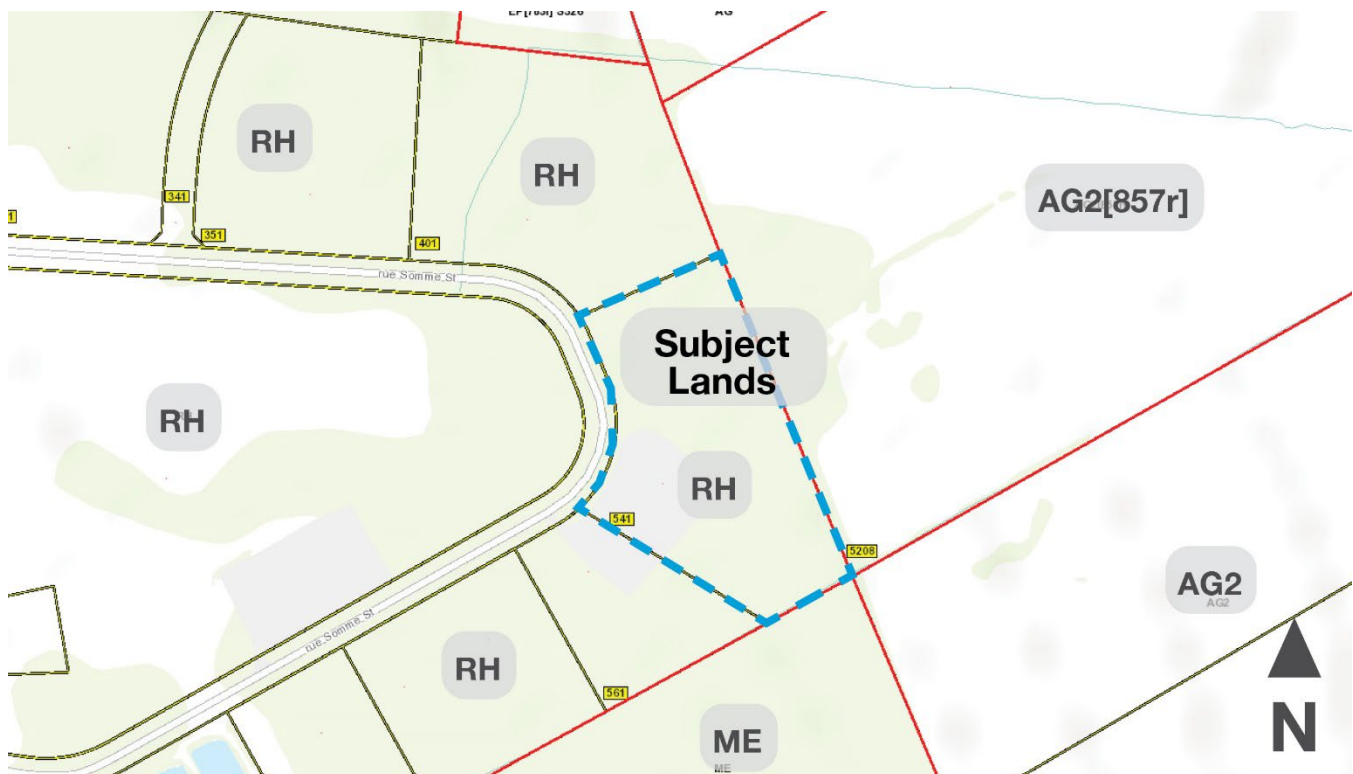 AG
RH
RH
AG2[857r]
341
351
401
rue Somme St
Subject
Lands
RH
RH
541
5208
AG2
AG2
rue Somme St
RH
561
N
ME
ME